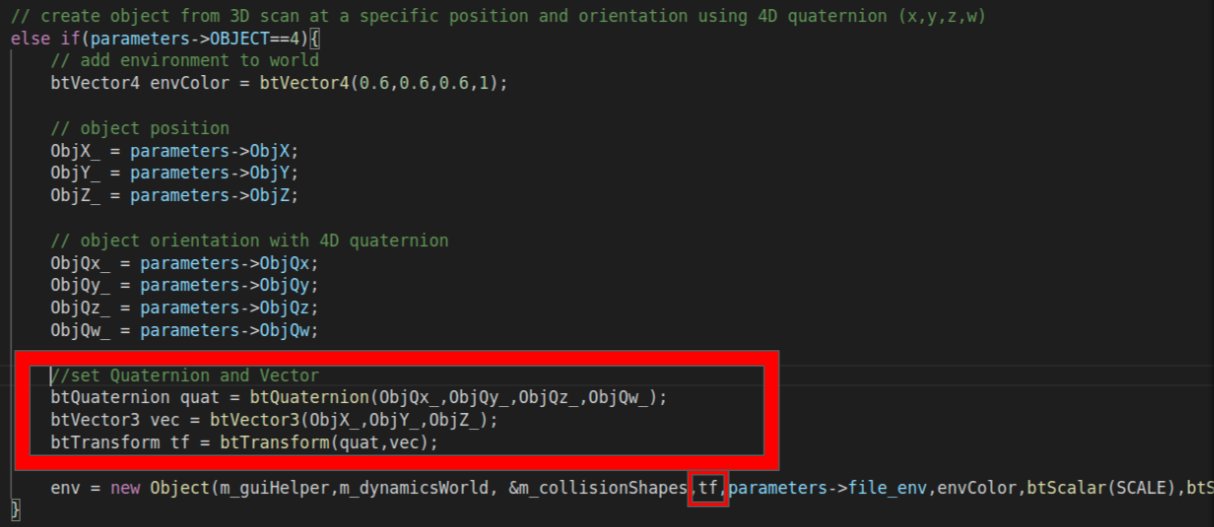 // create object from 3D scan at a specific position and orientation using 4D quaternion (x,y,z,w)
else if(parameters->OBJECT==4){
// add environment to world
btVector4 envColor = btVector4(0.6,0.6,0.6,1);
// object position
ObjX_ = parameters->ObjX;
ObjY_ = parameters->ObjY;
ObjZ_ = parameters->ObjZ;
// object orientation with 4D quaternion
ObjQx_ = parameters->ObjQx;
ObjQy_ = parameters->ObjQy;
ObjQz_ = parameters->ObjQz;
ObjQw_ = parameters->ObjQw;
//set Quaternion and Vector
btQuaternion quat = btQuaternion(ObjQx_,ObjQy_,ObjQz_,ObjQw_);
btVector3 vec = btVector3(ObjX_,ObjY_,ObjZ_);
btTransform tf = btTransform(quat,vec);
env = new Object(m_guiHelper,m_dynamicsWorld, &m_collisionShapes,tf,parameters->file_env,envColor,btScalar(SCALE),btS
}